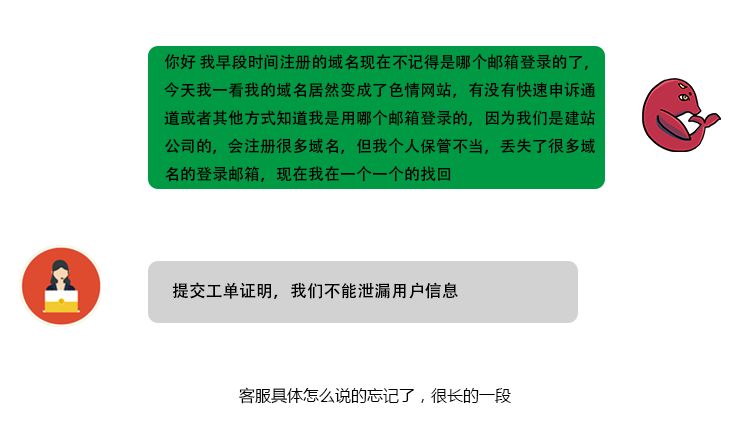 你好 我早段时间注册的域名现在不记得是哪个邮箱登录的了，
今天我一看我的域名居然变成了色情网站，有没有快速申诉通
道或者其他方式知道我是用哪个邮箱登录的，因为我们是建站
公司的，会注册很多域名，但我个人保管不当，丢失了很多域
名的登录邮箱，现在我在一个一个的找回
提交工单证明，我们不能泄漏用户信息
客服具体怎么说的忘记了，很长的一段